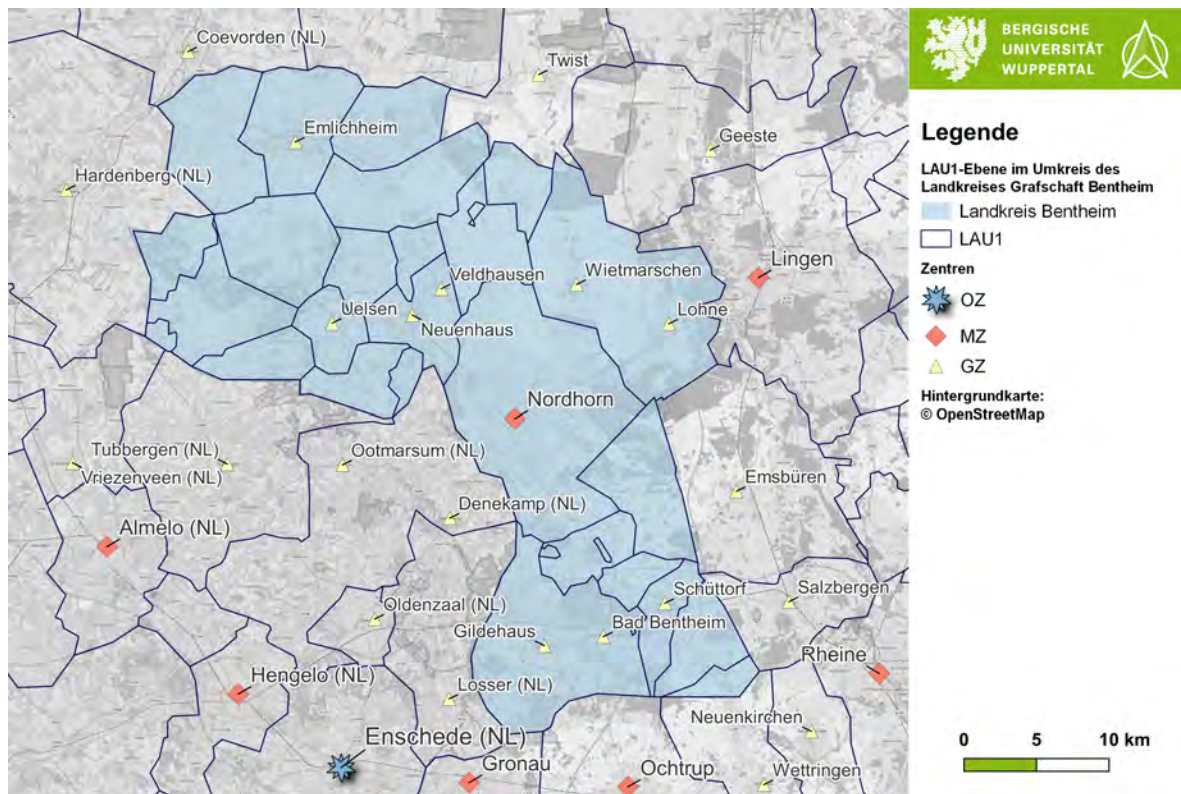 Coevorden (NL)
Twist
Emlichheim
Geeste
Hardenberg (NL)
Lingen
Veldhausen
Wietmarschen
Uelsen
Neuenhaus
Lohne
Nordhorn
Tubbergen (NL)
Ootmarsum (NL)
Vriezenveen (NL)
Emsbüren
Denekamp (NL)
Almelo (NL)
Schüttorf
Salzbergen
Oldenzaal (NL)
Gildehaus
Bad Bentheim
Rheine
Hengelo (NL)
Losser (NL)
Neuenkirchen
Enschede (NL)
Gronau
Ochtrup
Wettringen
BERGISCHE
UNIVERSITÄT
WUPPERTAL
Legende
LAU1-Ebene im Umkreis des
Landkreises Grafschaft Bentheim
Landkreis Bentheim
LAU1
Zentren
OZ
MZ
GZ
Hintergrundkarte:
© OpenStreetMap
0 5 10 km